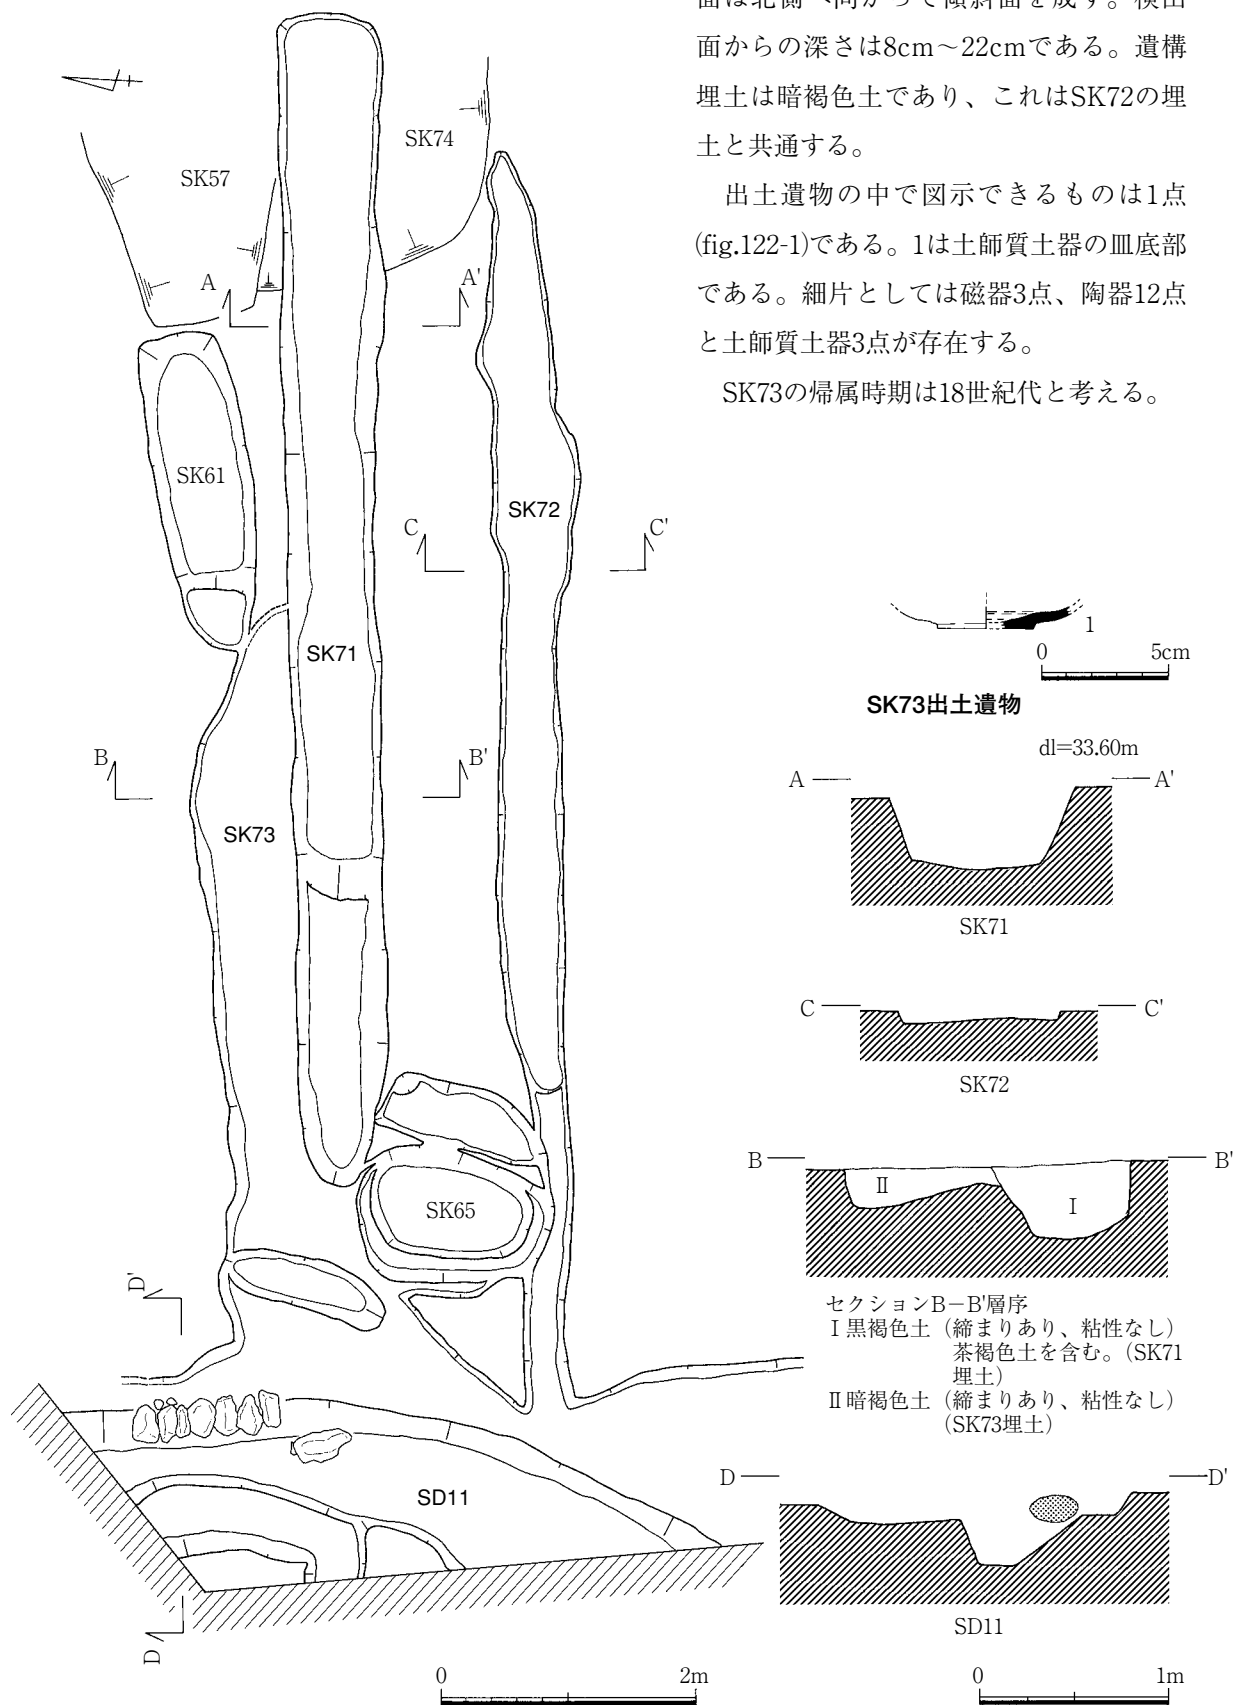 面は北側へ向かって傾斜面を成す。検出
面からの深さは8cm～22cmである。遺構
埋土は暗褐色土であり、これはSK72の埋
土と共通する。
出土遺物の中で図示できるものは1点
(fig.122-1)である。1は土師質土器の皿底部
である。細片としては磁器3点、陶器12点
と土師質土器3点が存在する。
SK73の帰属時期は18世紀代と考える。
SK57
SK74
A
A'
SK61
SK72
C
C'
SK71
B
B'
SK73
SK65
D'
SD11
D
0 2m
1
0 5cm
SK73出土遺物
dl=33.60m
A A'
SK71
C C'
SK72
B B'
Ⅱ
Ⅰ
セクションB－B'層序
Ⅰ黒褐色土（締まりあり、粘性なし）
茶褐色土を含む。（SK71
埋土）
Ⅱ暗褐色土（締まりあり、粘性なし）
（SK73埋土）
D D'
SD11
0 1m